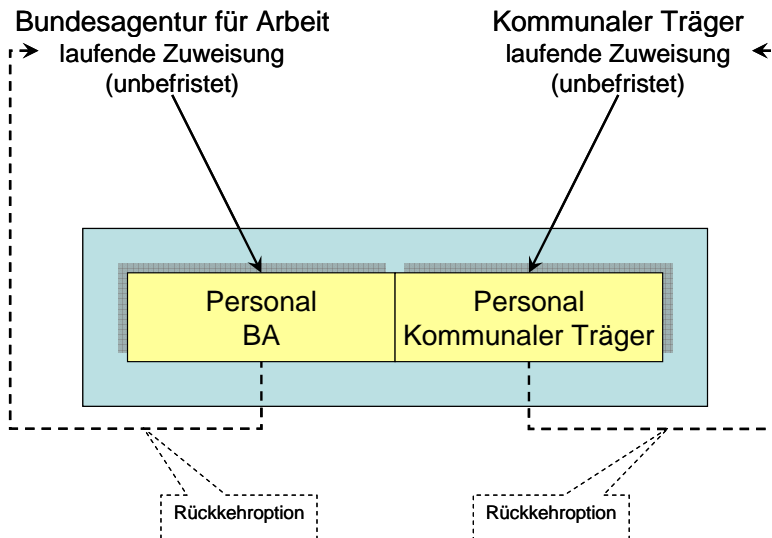 Bundesagentur für Arbeit
laufende Zuweisung
(unbefristet)
Kommunaler Träger
laufende Zuweisung
(unbefristet)
Personal
BA
Personal
Kommunaler Träger
Rückkehroption
Rückkehroption